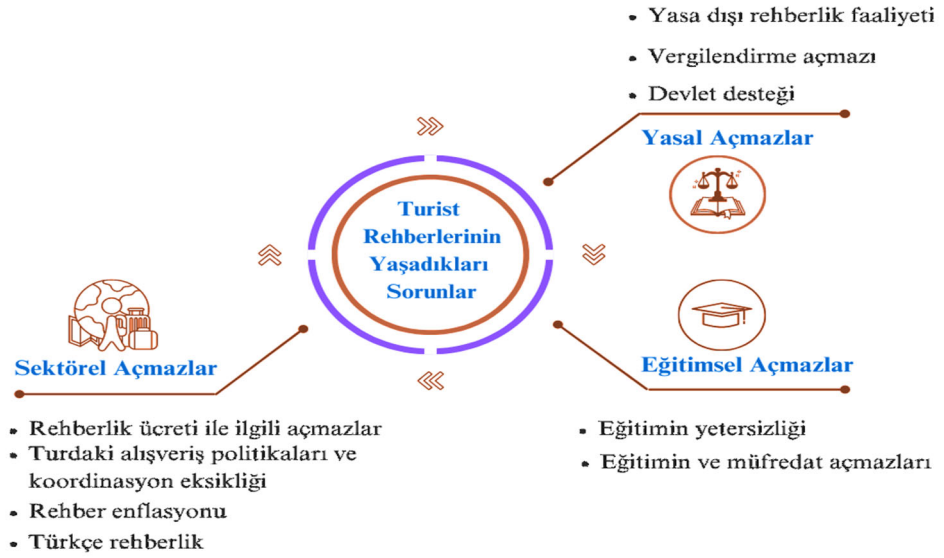 • Yasa dışı rehberlik faaliyeti
• Vergilendirme açmazı
• Devlet desteği
Yasal Açmazlar
Turist
Rehberlerinin
Yaşadıkları
Sorunlar
Sektörel Açmazlar
• Rehberlik ücreti ile ilgili açmazlar
• Turdaki alışveriş politikaları ve
koordinasyon eksikliği
• Rehber enflasyonu
• Türkçe rehberlik
Eğitimsel Açmazlar
• Eğitimin yetersizliği
• Eğitimin ve müfredat açmazları